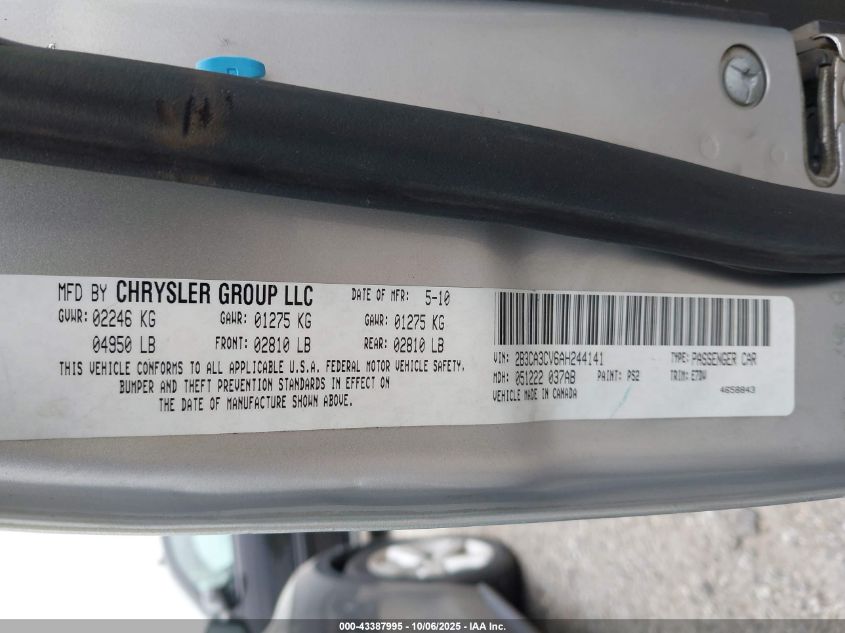 MFD BY CHRYSLER GROUP LLC DATE OF MFR: 5-10
GVWR: 02246 KG GAWR: 01275 KG GAWR: 01275 KG
04950 LB FRONT: 02810 LB REAR: 02810 LB
THIS VEHICLE CONFORMS TO ALL APPLICABLE U.S.A. FEDERAL MOTOR VEHICLE SAFETY,
BUMPER AND THEFT PREVENTION STANDARDS IN EFFECT ON
THE DATE OF MANUFACTURE SHOWN ABOVE.
VIN: 2B3CA3CV6AH244141 TYPE: PASSENGER CAR
MDH: 051222 037AB PAINT: PS2 TRIM: E7DV
VEHICLE MADE IN CANADA 4658843
000-43387995 | 10/06/2025 | IAA Inc.